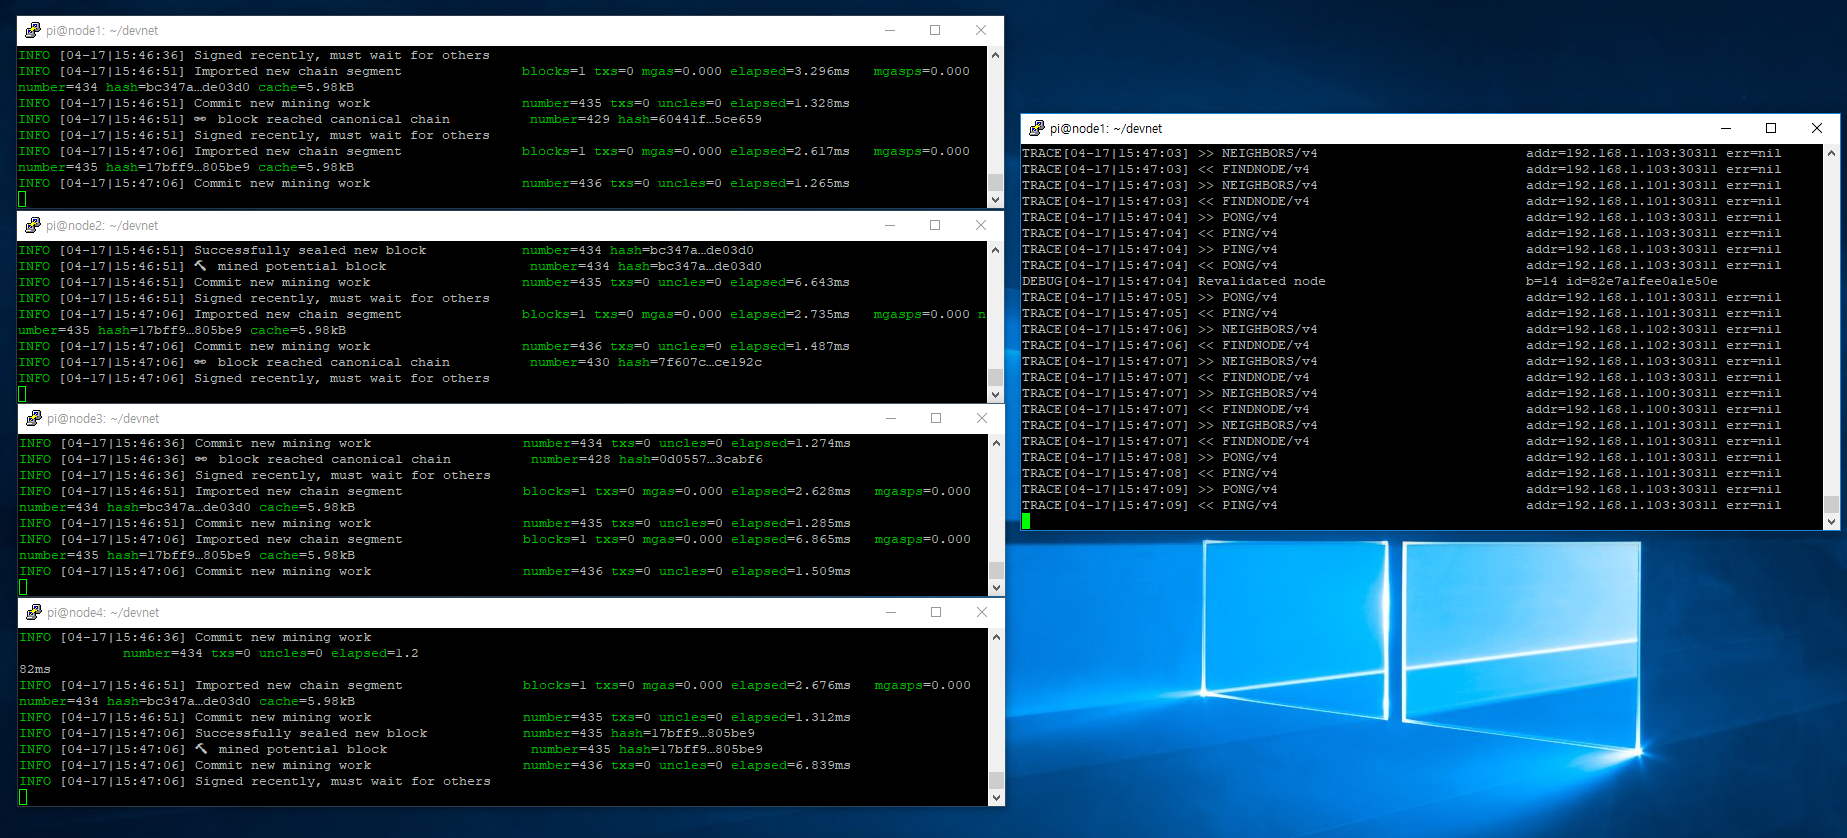 pi@node1: ~/devnet
INFO [04-17|15:46:36] Signed recently, must wait for others
INFO [04-17|15:46:51] Imported new chain segment blocks=1 txs=0 mgas=0.000 elapsed=3.296ms mgasps=0.000
number=434 hash=bc347a…de03d0 cache=5.98kB
INFO [04-17|15:46:51] Commit new mining work number=435 txs=0 uncles=0 elapsed=1.328ms
INFO [04-17|15:46:51] 🔗 block reached canonical chain number=429 hash=60441f…5ce659
INFO [04-17|15:46:51] Signed recently, must wait for others
INFO [04-17|15:47:06] Imported new chain segment blocks=1 txs=0 mgas=0.000 elapsed=2.617ms mgasps=0.000
number=435 hash=17bff9…805be9 cache=5.98kB
INFO [04-17|15:47:06] Commit new mining work number=436 txs=0 uncles=0 elapsed=1.265ms
pi@node2: ~/devnet
INFO [04-17|15:46:51] Successfully sealed new block number=434 hash=bc347a…de03d0
INFO [04-17|15:46:51] 🔨 mined potential block number=434 hash=bc347a…de03d0
INFO [04-17|15:46:51] Commit new mining work number=435 txs=0 uncles=0 elapsed=6.643ms
INFO [04-17|15:46:51] Signed recently, must wait for others
INFO [04-17|15:47:06] Imported new chain segment blocks=1 txs=0 mgas=0.000 elapsed=2.735ms mgasps=0.000 n
umber=435 hash=17bff9…805be9 cache=5.98kB
INFO [04-17|15:47:06] Commit new mining work number=436 txs=0 uncles=0 elapsed=1.487ms
INFO [04-17|15:47:06] 🔗 block reached canonical chain number=430 hash=7f607c…ce192c
INFO [04-17|15:47:06] Signed recently, must wait for others
pi@node3: ~/devnet
INFO [04-17|15:46:36] Commit new mining work number=434 txs=0 uncles=0 elapsed=1.274ms
INFO [04-17|15:46:36] 🔗 block reached canonical chain number=428 hash=0d0557…3cabf6
INFO [04-17|15:46:36] Signed recently, must wait for others
INFO [04-17|15:46:51] Imported new chain segment blocks=1 txs=0 mgas=0.000 elapsed=2.628ms mgasps=0.000
number=434 hash=bc347a…de03d0 cache=5.98kB
INFO [04-17|15:46:51] Commit new mining work number=435 txs=0 uncles=0 elapsed=1.285ms
INFO [04-17|15:47:06] Imported new chain segment blocks=1 txs=0 mgas=0.000 elapsed=6.865ms mgasps=0.000
number=435 hash=17bff9…805be9 cache=5.98kB
INFO [04-17|15:47:06] Commit new mining work number=436 txs=0 uncles=0 elapsed=1.509ms
pi@node4: ~/devnet
INFO [04-17|15:46:36] Commit new mining work
number=434 txs=0 uncles=0 elapsed=1.2
82ms
INFO [04-17|15:46:51] Imported new chain segment blocks=1 txs=0 mgas=0.000 elapsed=2.676ms mgasps=0.000
number=434 hash=bc347a…de03d0 cache=5.98kB
INFO [04-17|15:46:51] Commit new mining work number=435 txs=0 uncles=0 elapsed=1.312ms
INFO [04-17|15:47:06] Successfully sealed new block number=435 hash=17bff9…805be9
INFO [04-17|15:47:06] 🔨 mined potential block number=435 hash=17bff9…805be9
INFO [04-17|15:47:06] Commit new mining work number=436 txs=0 uncles=0 elapsed=6.839ms
INFO [04-17|15:47:06] Signed recently, must wait for others
pi@node1: ~/devnet
TRACE[04-17|15:47:03] >> NEIGHBORS/v4 addr=192.168.1.103:30311 err=nil
TRACE[04-17|15:47:03] << FINDNODE/v4 addr=192.168.1.103:30311 err=nil
TRACE[04-17|15:47:03] >> NEIGHBORS/v4 addr=192.168.1.101:30311 err=nil
TRACE[04-17|15:47:03] << FINDNODE/v4 addr=192.168.1.101:30311 err=nil
TRACE[04-17|15:47:04] >> PONG/v4 addr=192.168.1.103:30311 err=nil
TRACE[04-17|15:47:04] << PING/v4 addr=192.168.1.103:30311 err=nil
TRACE[04-17|15:47:04] >> PING/v4 addr=192.168.1.103:30311 err=nil
TRACE[04-17|15:47:04] << PONG/v4 addr=192.168.1.103:30311 err=nil
DEBUG[04-17|15:47:04] Revalidated node b=14 id=82e7a1fee0a1e50e
TRACE[04-17|15:47:05] >> PONG/v4 addr=192.168.1.101:30311 err=nil
TRACE[04-17|15:47:05] << PING/v4 addr=192.168.1.101:30311 err=nil
TRACE[04-17|15:47:06] >> NEIGHBORS/v4 addr=192.168.1.102:30311 err=nil
TRACE[04-17|15:47:06] << FINDNODE/v4 addr=192.168.1.102:30311 err=nil
TRACE[04-17|15:47:07] >> NEIGHBORS/v4 addr=192.168.1.103:30311 err=nil
TRACE[04-17|15:47:07] << FINDNODE/v4 addr=192.168.1.103:30311 err=nil
TRACE[04-17|15:47:07] >> NEIGHBORS/v4 addr=192.168.1.100:30311 err=nil
TRACE[04-17|15:47:07] << FINDNODE/v4 addr=192.168.1.100:30311 err=nil
TRACE[04-17|15:47:07] >> NEIGHBORS/v4 addr=192.168.1.101:30311 err=nil
TRACE[04-17|15:47:07] << FINDNODE/v4 addr=192.168.1.101:30311 err=nil
TRACE[04-17|15:47:08] >> PONG/v4 addr=192.168.1.101:30311 err=nil
TRACE[04-17|15:47:08] << PING/v4 addr=192.168.1.101:30311 err=nil
TRACE[04-17|15:47:09] >> PONG/v4 addr=192.168.1.103:30311 err=nil
TRACE[04-17|15:47:09] << PING/v4 addr=192.168.1.103:30311 err=nil